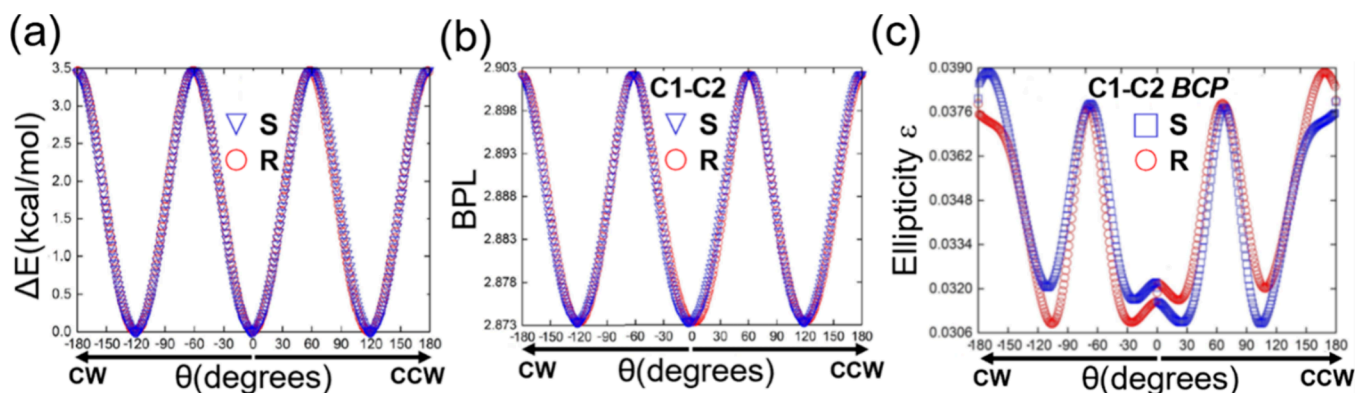 (a)
ΔE(kcal/mol)
3.5
3.0
2.5
2.0
1.5
1.0
0.5
0.0
S
R
-180 -150 -120 -90 -60 -30 0 30 60 90 120 150 180
CW θ(degrees) CCW
(b)
BPL
2.903
2.898
2.893
2.888
2.883
2.878
2.873
C1-C2
S
R
-180 -150 -120 -90 -60 -30 0 30 60 90 120 150 180
CW θ(degrees) CCW
(c)
Ellipticity ε
0.0390
0.0376
0.0362
0.0348
0.0334
0.0320
0.0306
C1-C2 BCP
S
R
-180 -150 -120 -90 -60 -30 0 30 60 90 120 150 180
CW θ(degrees) CCW